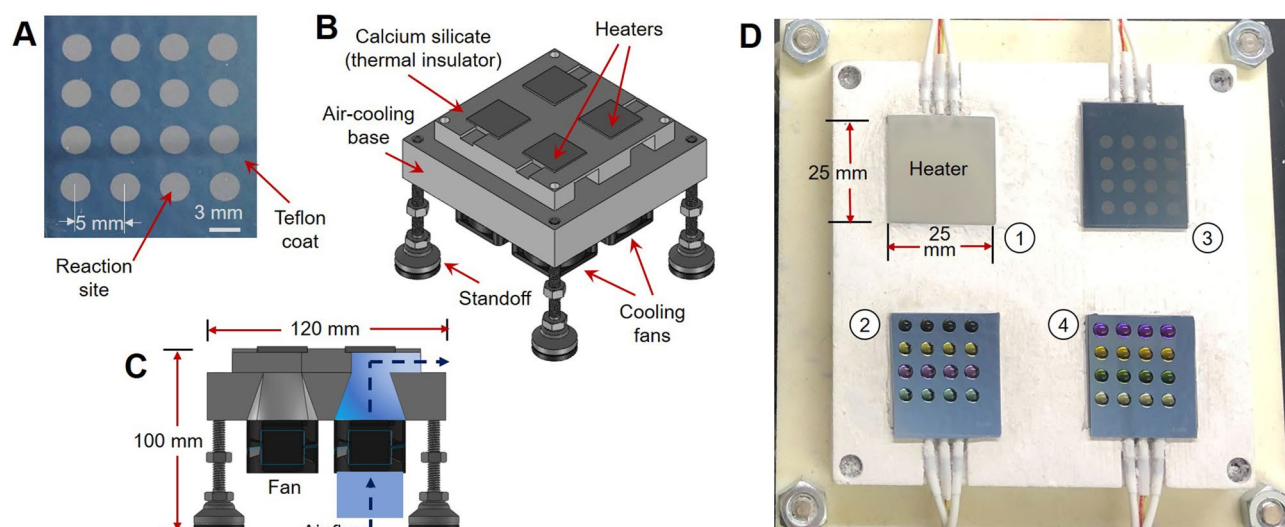 A
5 mm
3 mm
Teflon
coat
Reaction
site
B
Calcium silicate
(thermal insulator)
Heaters
Air-cooling
base
Standoff
Cooling
fans
C
120 mm
100 mm
Fan
D
25
mm
Heater
25
mm
1
3
2
4